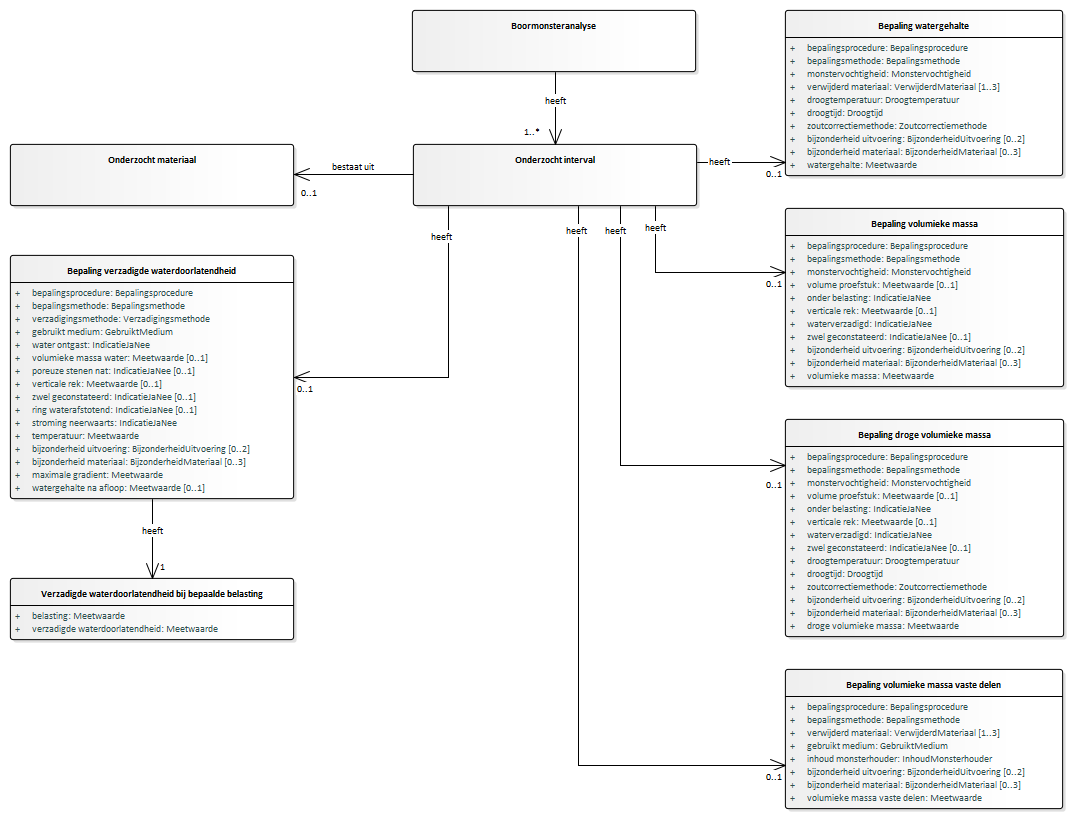 Boormonsteranalyse
heeft
1..*
Onderzocht interval
bestaat uit
0..1
Onderzocht materiaal
heeft
0..1
Bepaling watergehalte
+ bepalingsprocedure: Bepalingsprocedure
+ bepalingsmethode: Bepalingsmethode
+ monstervochtigheid: Monstervochtigheid
+ verwijderd materiaal: VerwijderdMateriaal [1..3]
+ droogtemperatuur: Droogtemperatuur
+ droogtijd: Droogtijd
+ zoutcorrectiemethode: Zoutcorrectiemethode
+ bijzonderheid uitvoering: BijzonderheidUitvoering [0..2]
+ bijzonderheid materiaal: BijzonderheidMateriaal [0..3]
+ watergehalte: Meetwaarde
heeft
0..1
Bepaling volumieke massa
+ bepalingsprocedure: Bepalingsprocedure
+ bepalingsmethode: Bepalingsmethode
+ monstervochtigheid: Monstervochtigheid
+ volume proefstuk: Meetwaarde [0..1]
+ onder belasting: IndicatieJaNee
+ verticale rek: Meetwaarde [0..1]
+ waterverzadigd: IndicatieJaNee
+ zwel geconstateerd: IndicatieJaNee [0..1]
+ bijzonderheid uitvoering: BijzonderheidUitvoering [0..2]
+ bijzonderheid materiaal: BijzonderheidMateriaal [0..3]
+ volumieke massa: Meetwaarde
heeft
0..1
Bepaling droge volumieke massa
+ bepalingsprocedure: Bepalingsprocedure
+ bepalingsmethode: Bepalingsmethode
+ monstervochtigheid: Monstervochtigheid
+ volume proefstuk: Meetwaarde [0..1]
+ onder belasting: IndicatieJaNee
+ verticale rek: Meetwaarde [0..1]
+ waterverzadigd: IndicatieJaNee
+ zwel geconstateerd: IndicatieJaNee [0..1]
+ droogtemperatuur: Droogtemperatuur
+ droogtijd: Droogtijd
+ zoutcorrectiemethode: Zoutcorrectiemethode
+ bijzonderheid uitvoering: BijzonderheidUitvoering [0..2]
+ bijzonderheid materiaal: BijzonderheidMateriaal [0..3]
+ droge volumieke massa: Meetwaarde
heeft
0..1
Bepaling volumieke massa vaste delen
+ bepalingsprocedure: Bepalingsprocedure
+ bepalingsmethode: Bepalingsmethode
+ verwijderd materiaal: VerwijderdMateriaal [1..3]
+ gebruikt medium: GebruiktMedium
+ inhoud monsterhouder: InhoudMonsterhouder
+ bijzonderheid uitvoering: BijzonderheidUitvoering [0..2]
+ bijzonderheid materiaal: BijzonderheidMateriaal [0..3]
+ volumieke massa vaste delen: Meetwaarde
heeft
0..1
Bepaling verzadigde waterdoorlatendheid
+ bepalingsprocedure: Bepalingsprocedure
+ bepalingsmethode: Bepalingsmethode
+ verzadigingsmethode: Verzadigingsmethode
+ gebruikt medium: GebruiktMedium
+ water ontgast: IndicatieJaNee
+ volumieke massa water: Meetwaarde [0..1]
+ poreuze stenen nat: IndicatieJaNee [0..1]
+ verticale rek: Meetwaarde [0..1]
+ zwel geconstateerd: IndicatieJaNee [0..1]
+ ring waterafstotend: IndicatieJaNee [0..1]
+ stroming neerwaarts: IndicatieJaNee
+ temperatuur: Meetwaarde
+ bijzonderheid uitvoering: BijzonderheidUitvoering [0..2]
+ bijzonderheid materiaal: BijzonderheidMateriaal [0..3]
+ maximale gradient: Meetwaarde
+ watergehalte na afloop: Meetwaarde [0..1]
heeft
1
Verzadigde waterdoorlatendheid bij bepaalde belasting
+ belasting: Meetwaarde
+ verzadigde waterdoorlatendheid: Meetwaarde